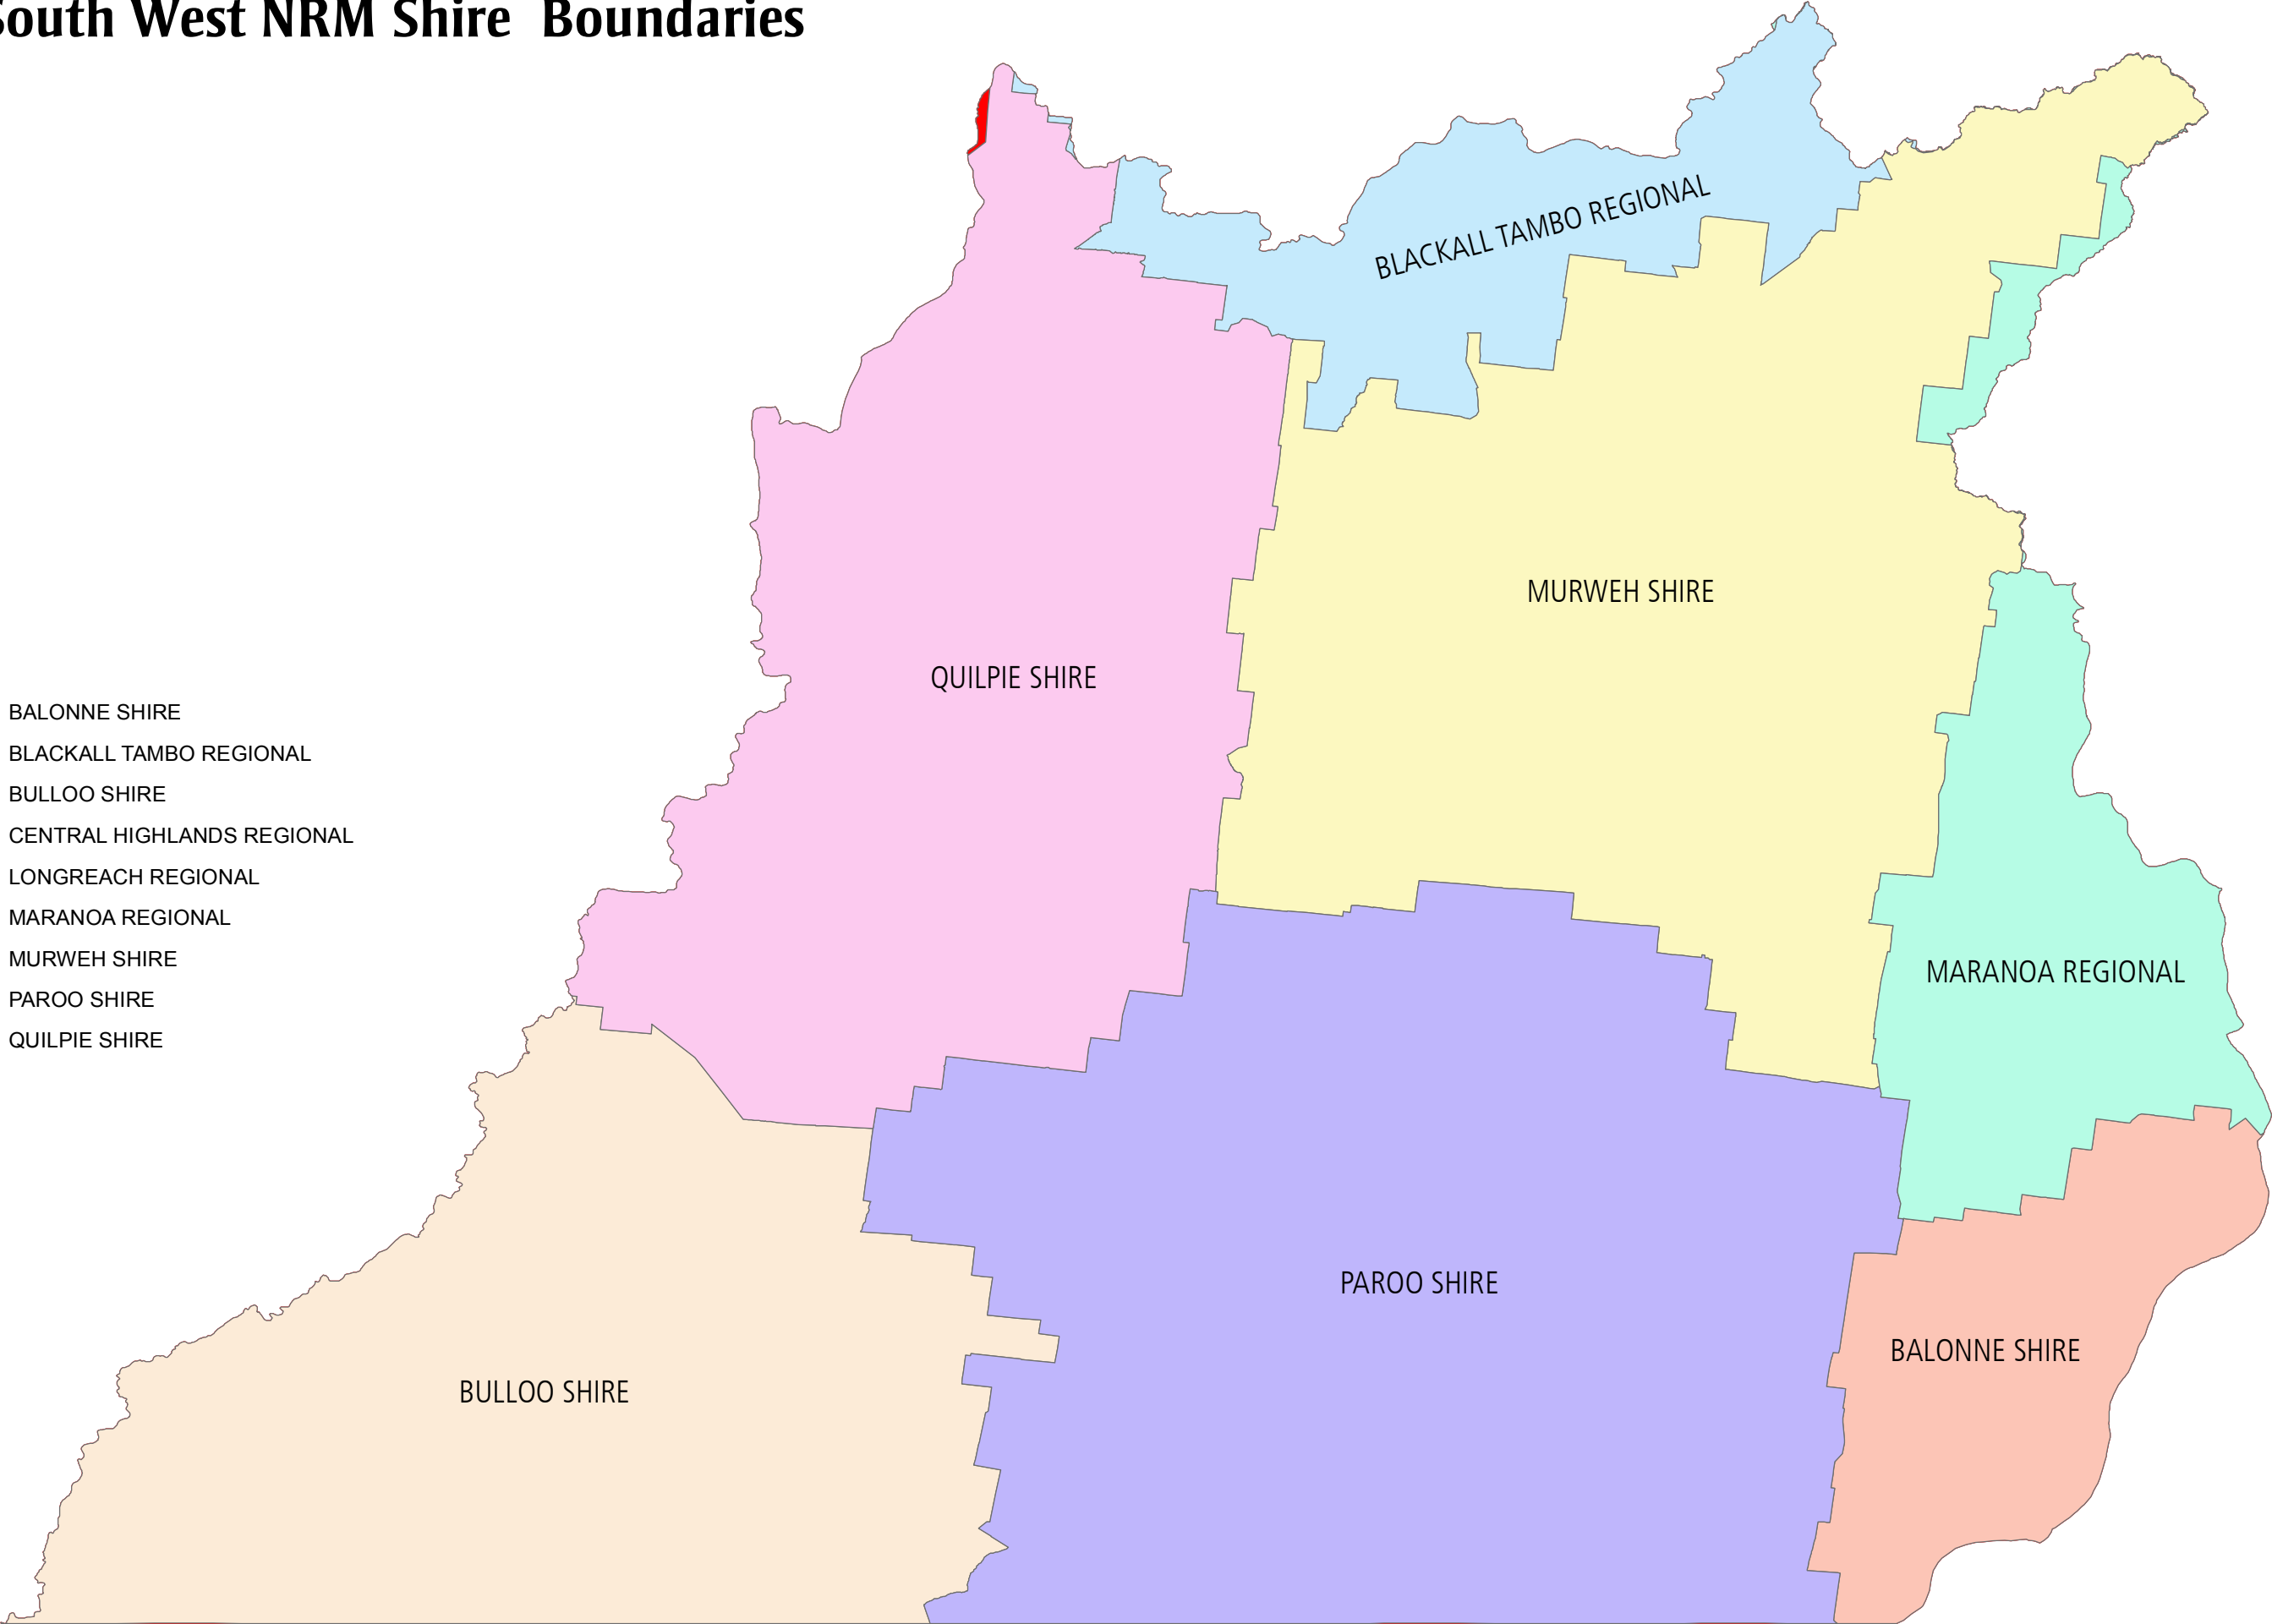 South West NRM Shire Boundaries
BLACKALL TAMBO REGIONAL
MURWEH SHIRE
QUILPIE SHIRE
BALONNE SHIRE
BLACKALL TAMBO REGIONAL
BULLOO SHIRE
CENTRAL HIGHLANDS REGIONAL
LONGREACH REGIONAL
MARANOA REGIONAL
MURWEH SHIRE
PAROO SHIRE
QUILPIE SHIRE
MARANOA REGIONAL
PAROO SHIRE
BALONNE SHIRE
BULLOO SHIRE